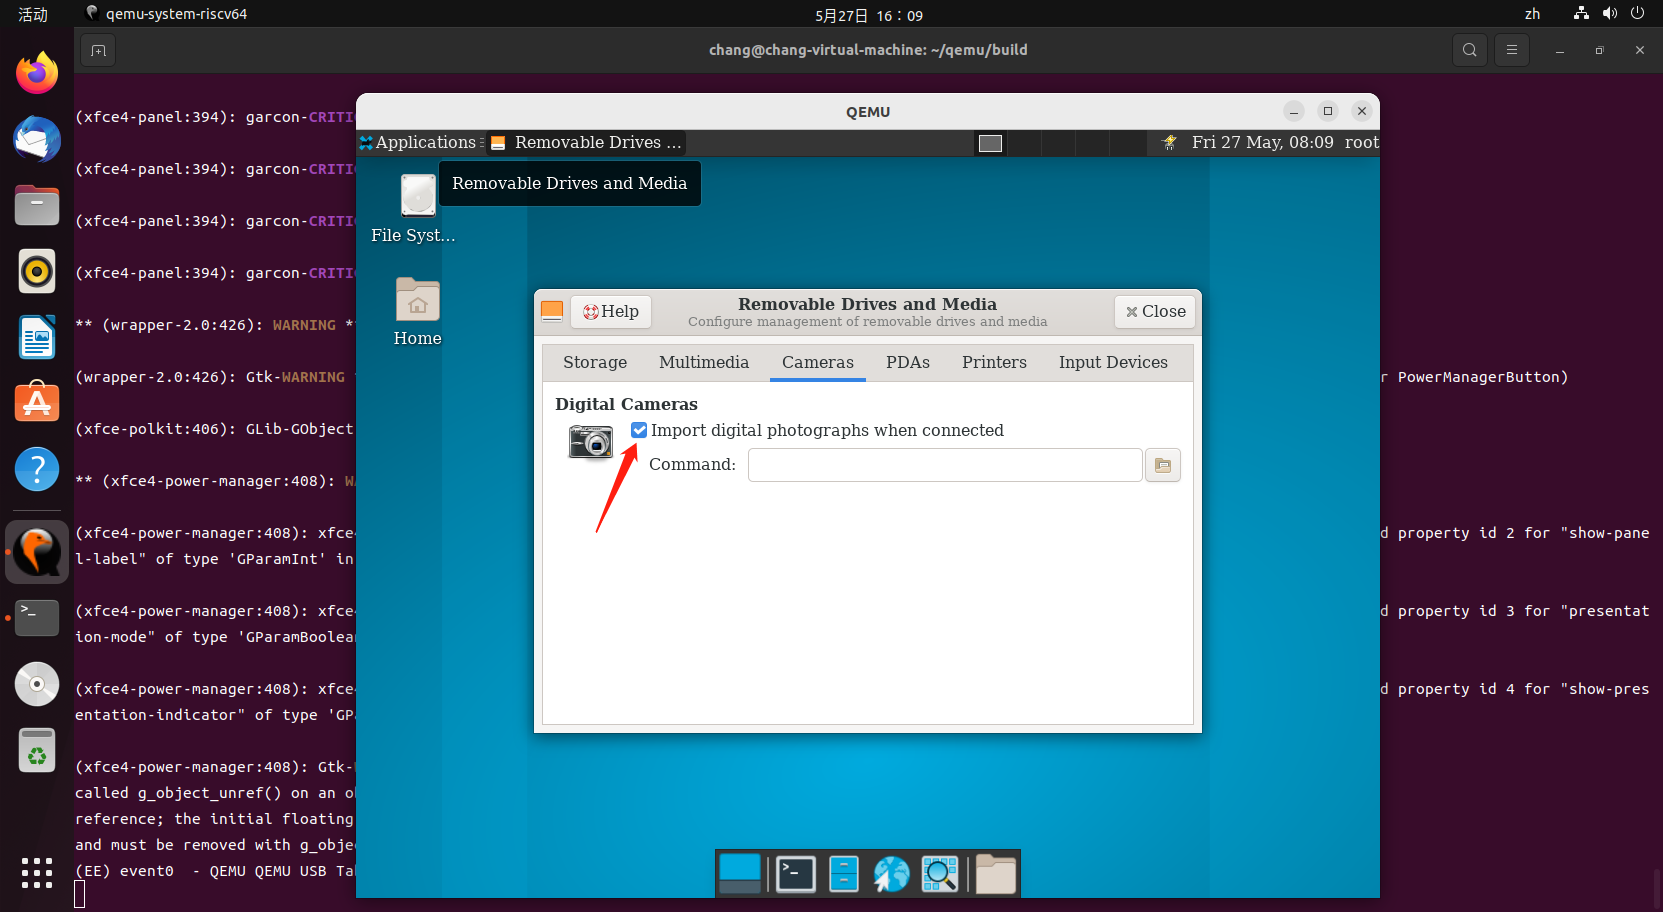 活动
qemu-system-riscv64
5月27日 16：09
zh
chang@chang-virtual-machine: ~/qemu/build
(xfce4-panel:394): garcon-CRITI
(xfce4-panel:394): garcon-CRITI
(xfce4-panel:394): garcon-CRITI
(xfce4-panel:394): garcon-CRITI
** (wrapper-2.0:426): WARNING *
(wrapper-2.0:426): Gtk-WARNING
r PowerManagerButton)
(xfce-polkit:406): GLib-GObject
** (xfce4-power-manager:408): W
(xfce4-power-manager:408): xfce
d property id 2 for "show-pane
l-label" of type 'GParamInt' in
(xfce4-power-manager:408): xfce
d property id 3 for "presentat
ion-mode" of type 'GParamBoolea
(xfce4-power-manager:408): xfce
d property id 4 for "show-pres
entation-indicator" of type 'GP
(xfce4-power-manager:408): Gtk-
called g_object_unref() on an o
reference; the initial floating
and must be removed with g_obje
(EE) event0  - QEMU QEMU USB Ta
QEMU
Applications
Removable Drives ...
Fri 27 May, 08:09
root
Removable Drives and Media
File Syst...
Home
Help
Removable Drives and Media
Configure management of removable drives and media
Close
Storage
Multimedia
Cameras
PDAs
Printers
Input Devices
Digital Cameras
Import digital photographs when connected
Command: